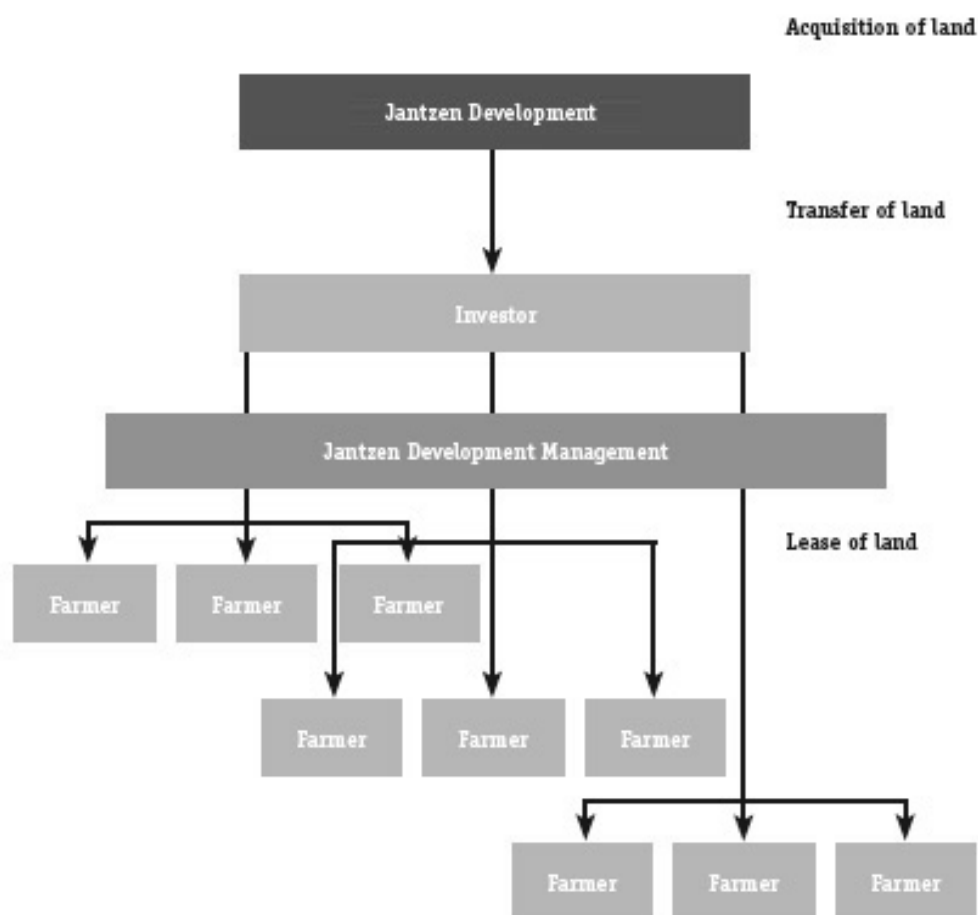 Acquisition of land
Jantzen Development
Transfer of land
Investor
Jantzen Development Management
Lease of land
Farmer
Farmer
Farmer
Farmer
Farmer
Farmer
Farmer
Farmer
Farmer